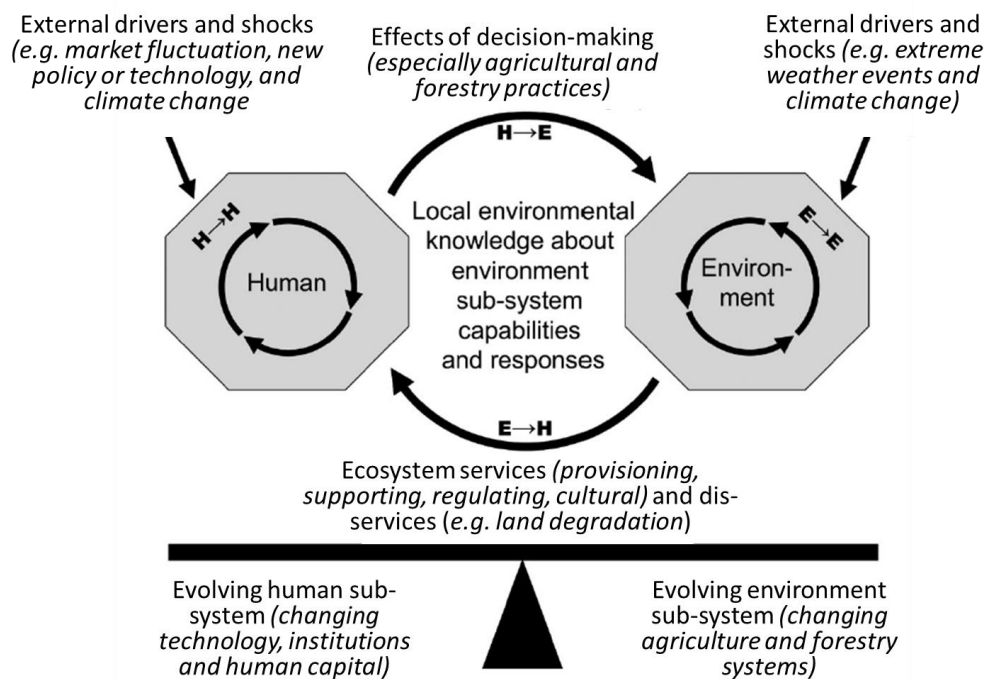 External drivers and shocks
(e.g. market fluctuation, new
policy or technology, and
climate change
Effects of decision-making
(especially agricultural and
forestry practices)
External drivers and
shocks (e.g. extreme
weather events and
climate change)
H→E
H→H
Human
Local environmental
knowledge about
environment
sub-system
capabilities
and responses
E→E
Environ-
ment
E→H
Ecosystem services (provisioning,
supporting, regulating, cultural) and dis-
services (e.g. land degradation)
Evolving human sub-
system (changing
technology, institutions
and human capital)
Evolving environment
sub-system (changing
agriculture and forestry
systems)